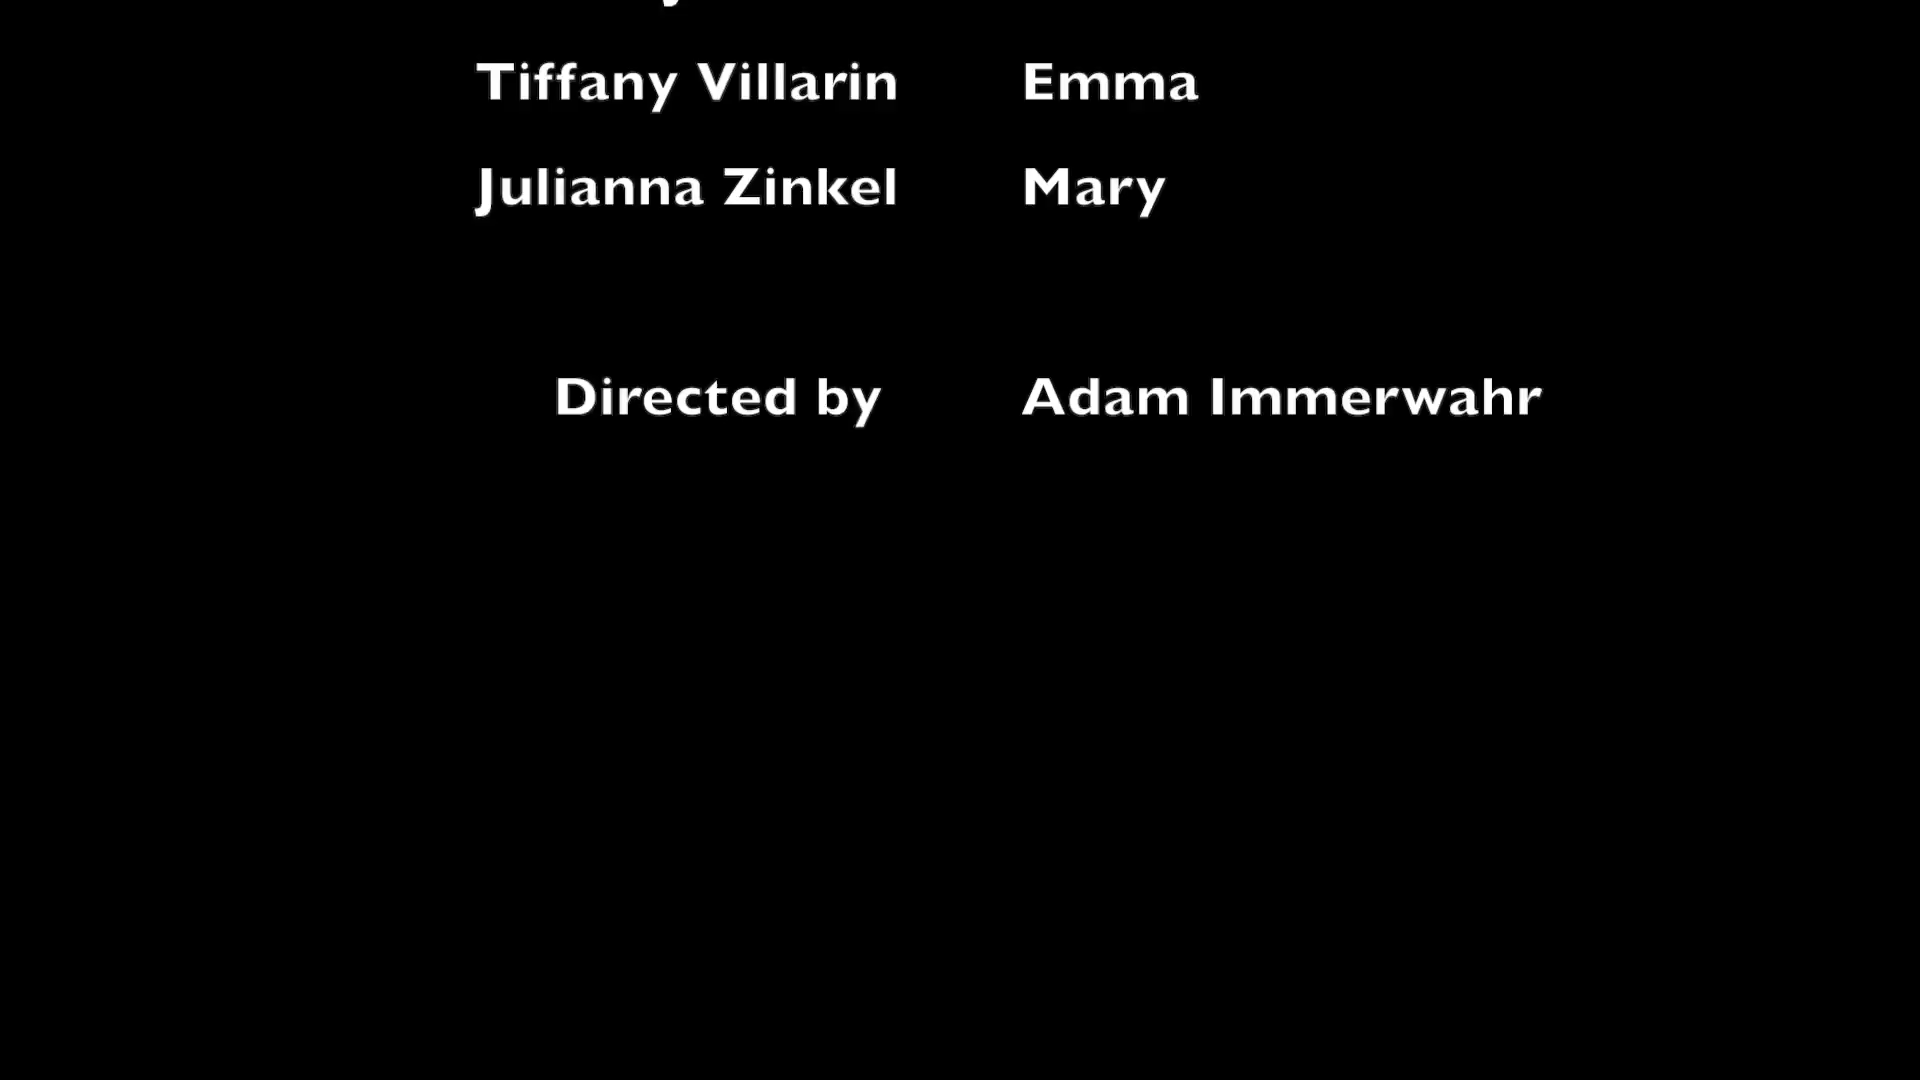 Tiffany Villarin Emma
Julianna Zinkel Mary
Directed by Adam Immerwahr